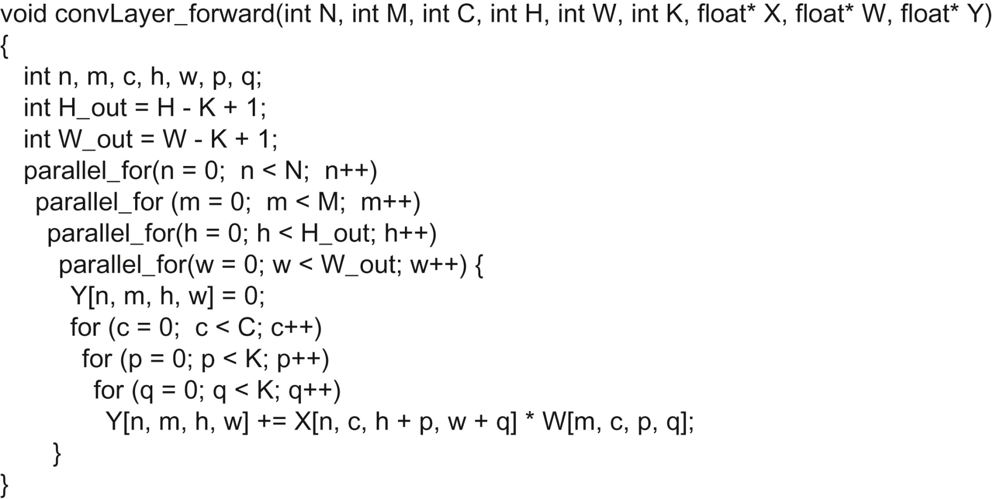 void convLayer_forward(int N, int M, int C, int H, int W, int K, float* X, float* W, float* Y)
{
int n, m, c, h, w, p, q;
int H_out = H - K + 1;
int W_out = W - K + 1;
parallel_for(n = 0; n < N; n++)
parallel_for (m = 0; m < M; m++)
parallel_for(h = 0; h < H_out; h++)
parallel_for(w = 0; w < W_out; w++) {
Y[n, m, h, w] = 0;
for (c = 0; c < C; c++)
for (p = 0; p < K; p++)
for (q = 0; q < K; q++)
Y[n, m, h, w] += X[n, c, h + p, w + q] * W[m, c, p, q];
}
}